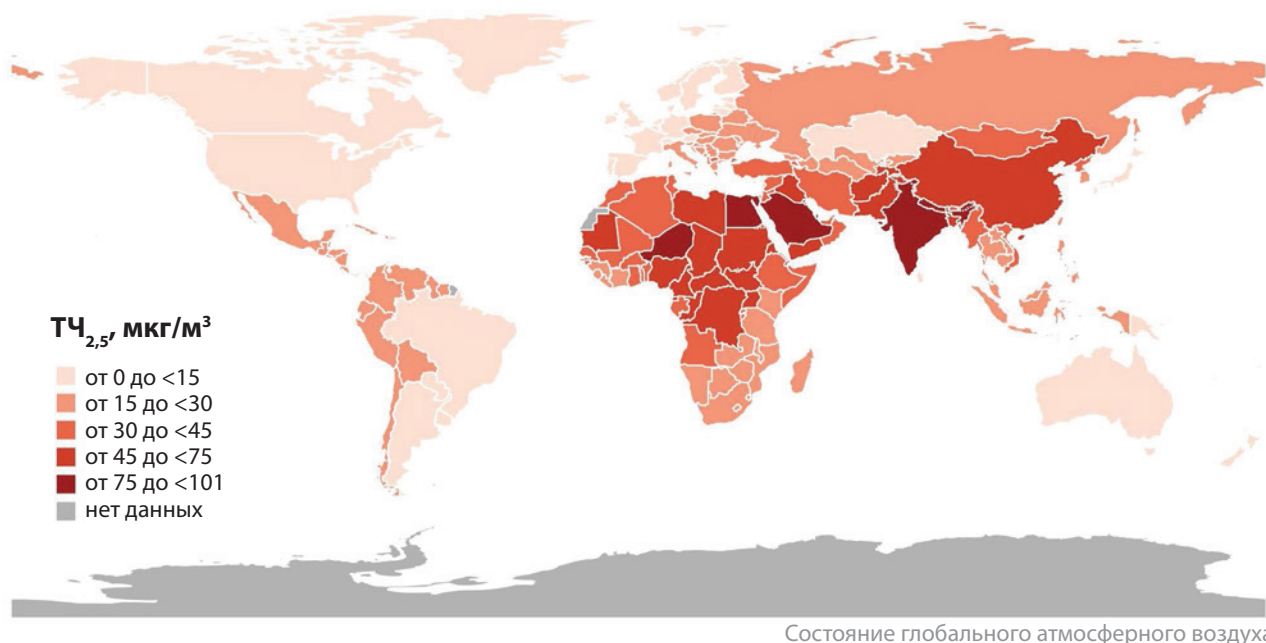 ТЧ2,5, мкг/м³
от 0 до <15
от 15 до <30
от 30 до <45
от 45 до <75
от 75 до <101
нет данных
Состояние глобального атмосферного воздуха